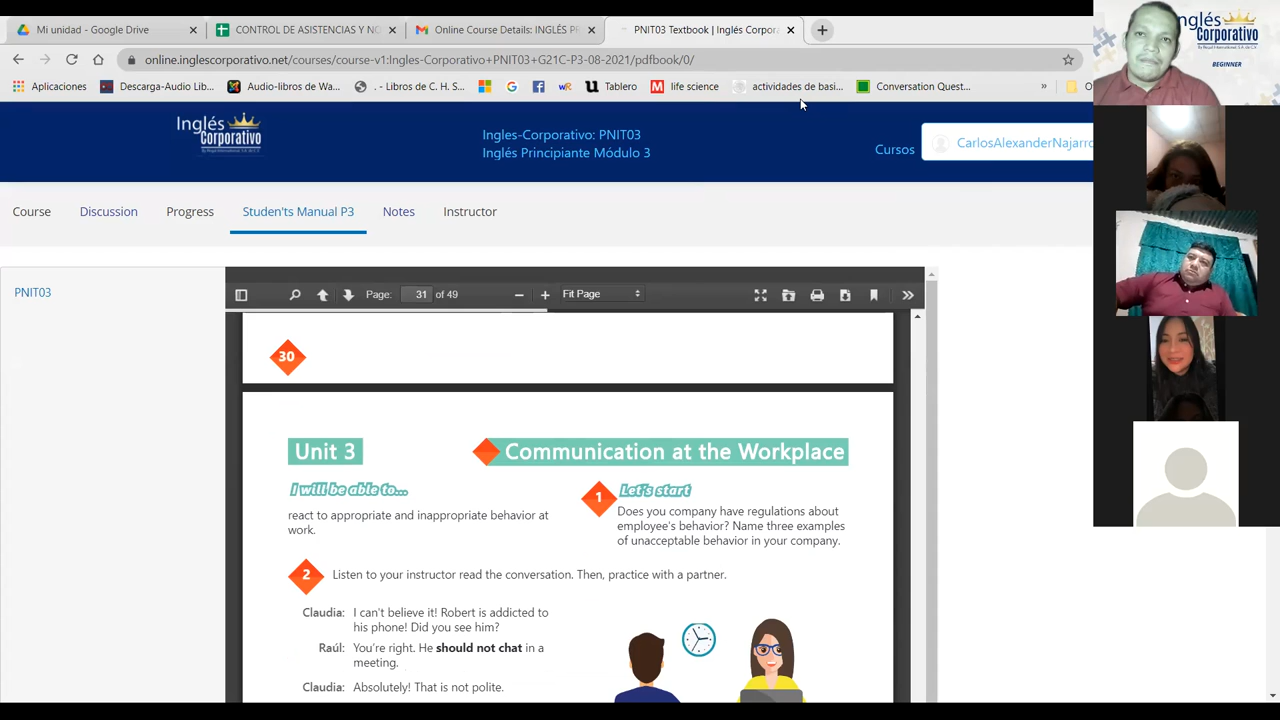 Mi unidad - Google Drive
CONTROL DE ASISTENCIAS Y NO
Online Course Details: iNGLÉS PR
PNIT03 Textbook | Inglés Corpor
online.inglescorporativo.net/courses/course-v1:Ingles-Corporativo+PNIT03+G21C-P3-08-2021/pdfbook/0/
Aplicaciones
DescargaAudio Lib...
Audio-libros de Wa...
- Libros de C. H. S...
Tablero
life science
actividades de basi...
Conversation Quest...
»
Inglés
Corporativo
BEGINNER
Inglés
Corporativo
Ingles-Corporativo: PNIT03
Inglés Principiante Módulo 3
Cursos
CarlosAlexanderNajarro
Course
Discussion
Progress
Studen'ts Manual P3
Notes
Instructor
PNIT03
Page: 31 of 49
Fit Page
30
Unit 3
Communication at the Workplace
I will be able to...
react to appropriate and inappropriate behavior at
work.
1
Let's start
Does you company have regulations about
employee's behavior? Name three examples
of unacceptable behavior in your company.
2
Listen to your instructor read the conversation. Then, practice with a partner.
Claudia: I can't believe it! Robert is addicted to
his phone! Did you see him?
Raúl: You're right. He should not chat in a
meeting.
Claudia: Absolutely! That is not polite.